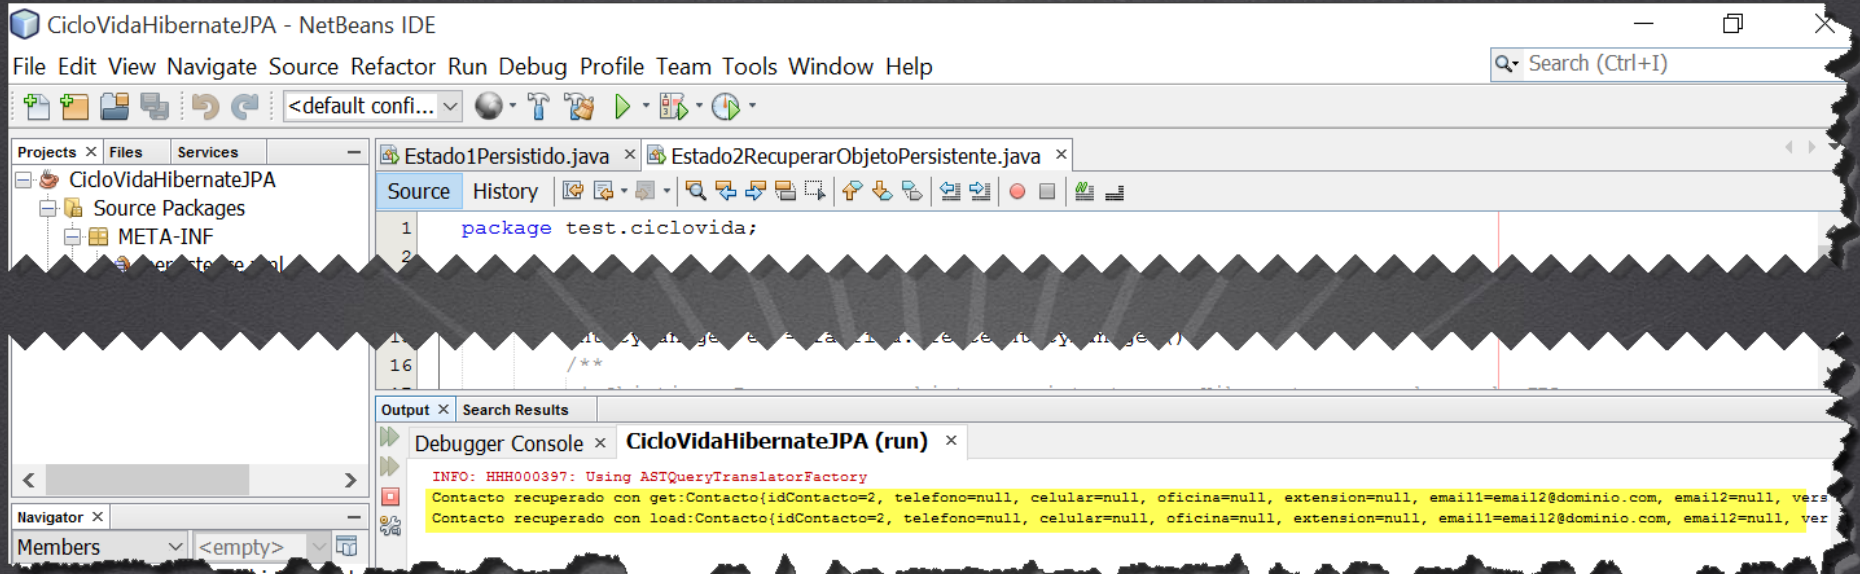 CicloVidaHibernateJPA - NetBeans IDE
File Edit View Navigate Source Refactor Run Debug Profile Team Tools Window Help
Search (Ctrl+I)
<default confi...
Projects Files Services
Estado1Persistido.java
Estado2RecuperarObjetoPersistente.java
CicloVidaHibernateJPA
Source Packages
META-INF
Source History
1 package test.ciclovida;
2
16 /**
Output Search Results
Debugger Console
CicloVidaHibernateJPA (run)
INFO: HHH000397: Using ASTQueryTranslatorFactory
Contacto recuperado con get:Contacto{idContacto=2, telefono=null, celular=null, oficina=null, extension=null, email1=email2@dominio.com, email2=null, vers
Contacto recuperado con load:Contacto{idContacto=2, telefono=null, celular=null, oficina=null, extension=null, email1=email2@dominio.com, email2=null, ver
Navigator
Members
<empty>